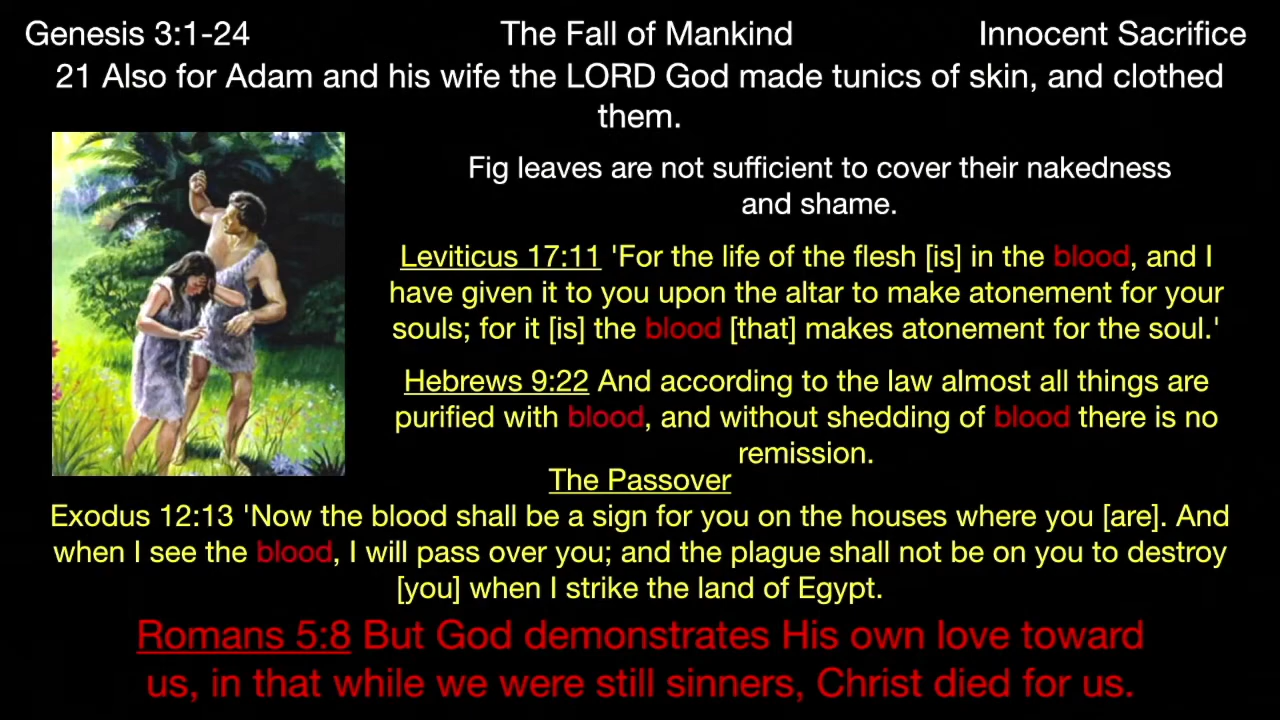 Genesis 3:1-24 The Fall of Mankind Innocent Sacrifice
21 Also for Adam and his wife the LORD God made tunics of skin, and clothed
them.
Fig leaves are not sufficient to cover their nakedness
and shame.
Leviticus 17:11 'For the life of the flesh [is] in the blood, and I
have given it to you upon the altar to make atonement for your
souls; for it [is] the blood [that] makes atonement for the soul.'
Hebrews 9:22 And according to the law almost all things are
purified with blood, and without shedding of blood there is no
remission.
The Passover
Exodus 12:13 'Now the blood shall be a sign for you on the houses where you [are]. And
when I see the blood, I will pass over you; and the plague shall not be on you to destroy
[you] when I strike the land of Egypt.
Romans 5:8 But God demonstrates His own love toward
us, in that while we were still sinners, Christ died for us.